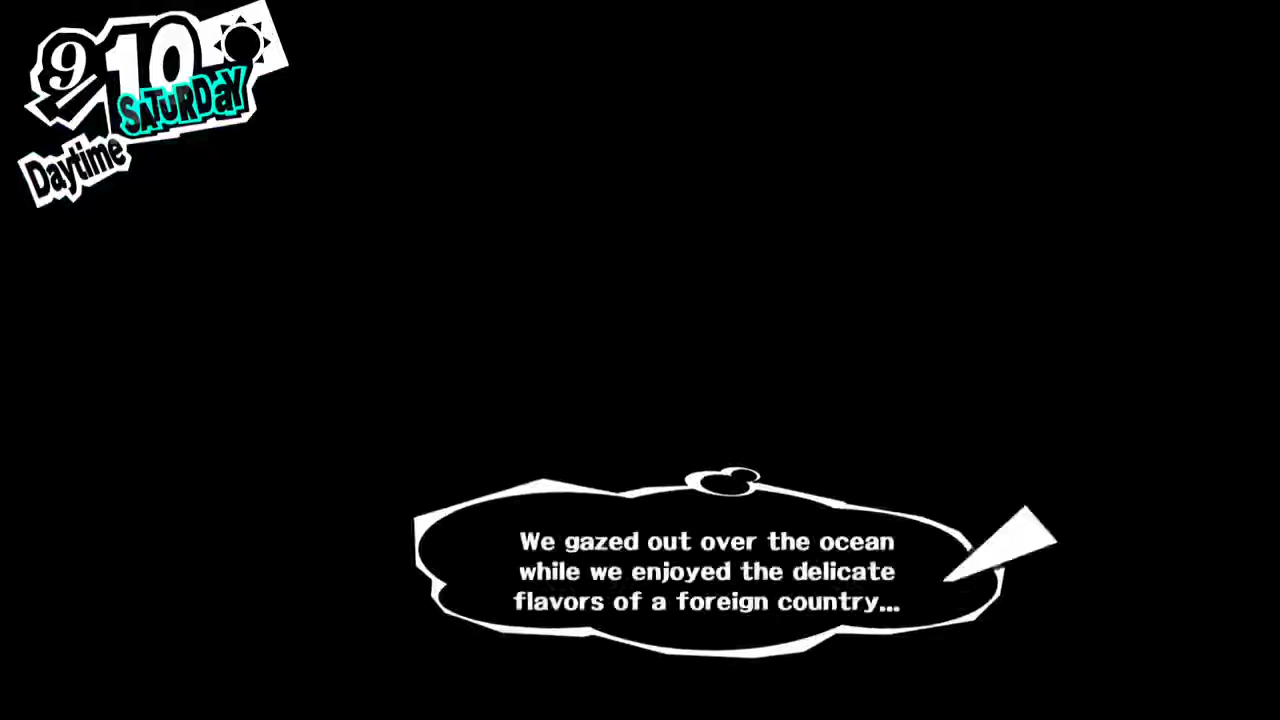 9/10
SATURDAY
Daytime
We gazed out over the ocean
while we enjoyed the delicate
flavors of a foreign country...